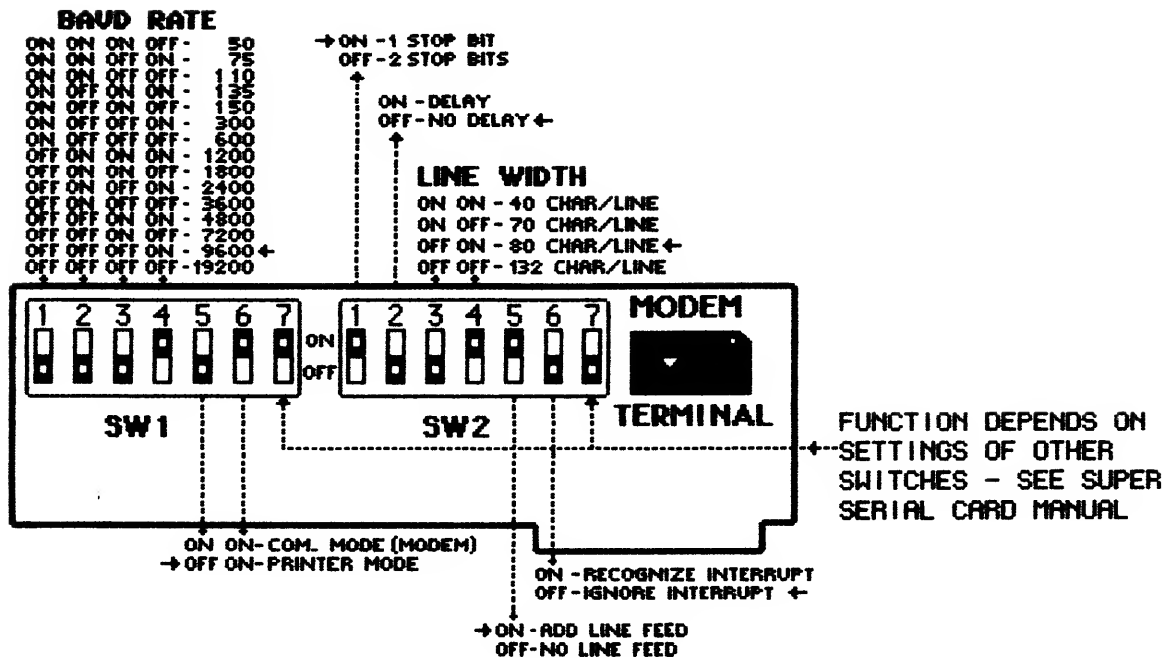 BAUD RATE
ON ON ON OFF- 50
ON ON OFF ON - 75
ON ON OFF OFF- 110
ON OFF ON ON - 135
ON OFF ON OFF- 150
ON OFF OFF ON - 300
ON OFF OFF OFF- 600
OFF ON ON ON - 1200
OFF ON ON OFF- 1800
OFF ON OFF ON - 2400
OFF ON OFF OFF- 3600
OFF OFF ON ON - 4800
OFF OFF ON OFF- 7200
OFF OFF OFF ON - 9600←
OFF OFF OFF OFF-19200
→ON -1 STOP BIT
OFF-2 STOP BITS
ON -DELAY
OFF-NO DELAY←
LINE WIDTH
ON ON -40 CHAR/LINE
ON OFF-70 CHAR/LINE
OFF ON -80 CHAR/LINE←
OFF OFF-132 CHAR/LINE
1 2 3 4 5 6 7
ON
OFF
SW1
1 2 3 4 5 6 7
SW2
MODEM
TERMINAL
FUNCTION DEPENDS ON
←SETTINGS OF OTHER
SWITCHES - SEE SUPER
SERIAL CARD MANUAL
ON ON-COM. MODE (MODEM)
→OFF ON-PRINTER MODE
ON -RECOGNIZE INTERRUPT
OFF-IGNORE INTERRUPT ←
→ON -ADD LINE FEED
OFF-NO LINE FEED